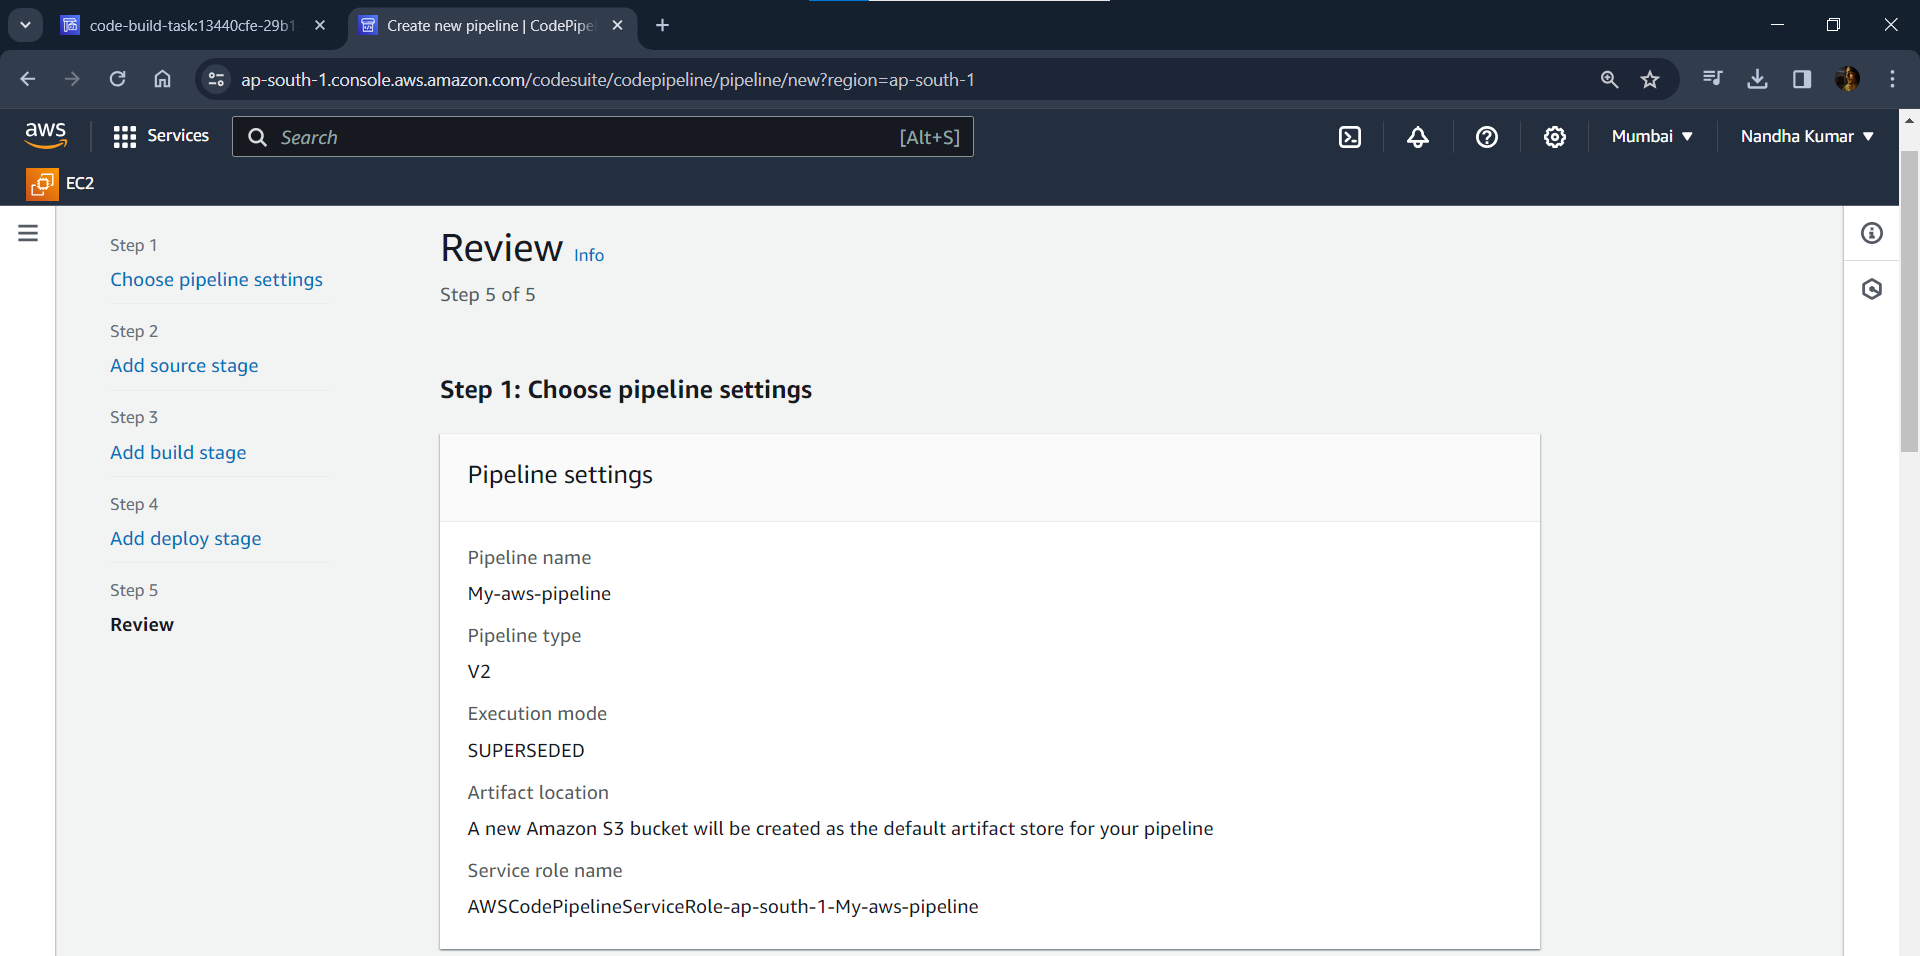 code-build-task:13440cfe-29b1
Create new pipeline | CodePipe
ap-south-1.console.aws.amazon.com/codesuite/codepipeline/pipeline/new?region=ap-south-1
aws
Services
Search
[Alt+S]
Mumbai
Nandha Kumar
EC2
Step 1
Choose pipeline settings
Step 2
Add source stage
Step 3
Add build stage
Step 4
Add deploy stage
Step 5
Review
Review Info
Step 5 of 5
Step 1: Choose pipeline settings
Pipeline settings
Pipeline name
My-aws-pipeline
Pipeline type
V2
Execution mode
SUPERSEDED
Artifact location
A new Amazon S3 bucket will be created as the default artifact store for your pipeline
Service role name
AWSCodePipelineServiceRole-ap-south-1-My-aws-pipeline